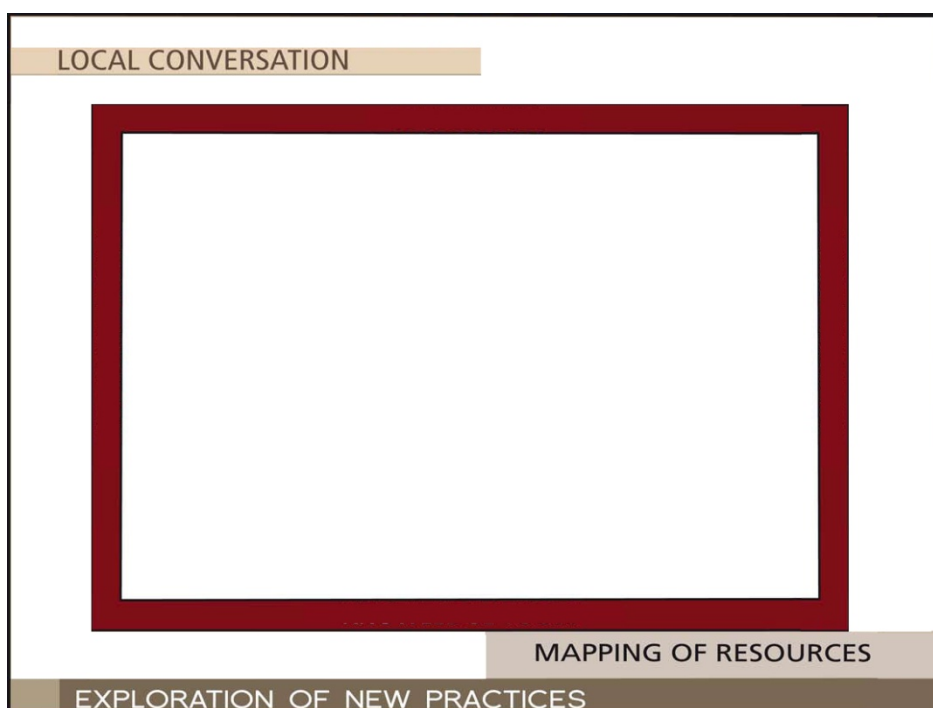 LOCAL CONVERSATION
MAPPING OF RESOURCES
EXPLORATION OF NEW PRACTICES